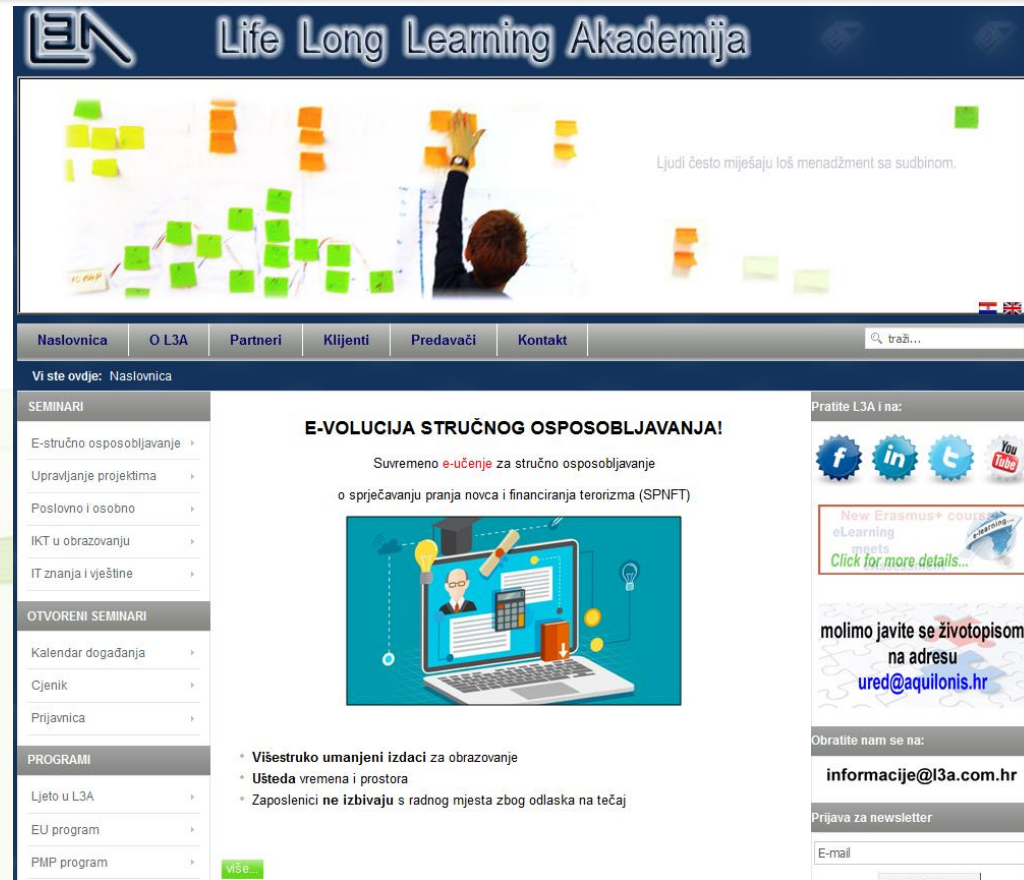 L3A
Life Long Learning Akademija
Ljudi često miješaju loš menadžment sa sudbinom.
Naslovnica
O L3A
Partneri
Klijenti
Predavači
Kontakt
traži...
Vi ste ovdje: Naslovnica
SEMINARI
E-stručno osposobljavanje
Upravljanje projektima
Poslovno i osobno
IKT u obrazovanju
IT znanja i vještine
OTVORENI SEMINARI
Kalendar događanja
Cjenik
Prijavnica
PROGRAMI
Ljeto u L3A
EU program
PMP program
E-VOLUCIJA STRUČNOG OSPOSOBLJAVANJA!
Suvremeno e-učenje za stručno osposobljavanje
o sprječavanju pranja novca i financiranja terorizma (SPNFT)
Višestruko umanjeni izdaci za obrazovanje
Ušteda vremena i prostora
Zaposlenici ne izbivaju s radnog mjesta zbog odlaska na tečaj
više...
Pratite L3A i na:
f
in
t
You
Tube
New Erasmus+ course
eLearning
meets
e-learning...
Click for more details...
molimo javite se životopisom
na adresu
ured@aquilonis.hr
Obratite nam se na:
informacije@l3a.com.hr
Prijava za newsletter
E-mail